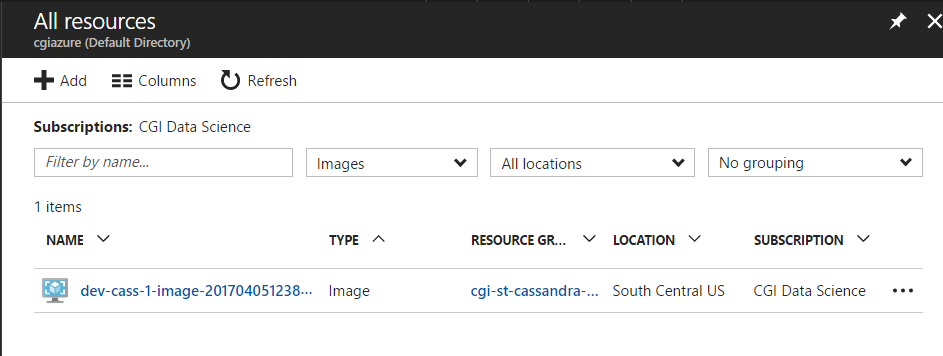 All resources
cgiazure (Default Directory)
Add Columns Refresh
Subscriptions: CGI Data Science
Filter by name... Images All locations No grouping
1 items
NAME TYPE RESOURCE GR... LOCATION SUBSCRIPTION
dev-cass-1-image-201704051238... Image cgi-st-cassandra-... South Central US CGI Data Science ...